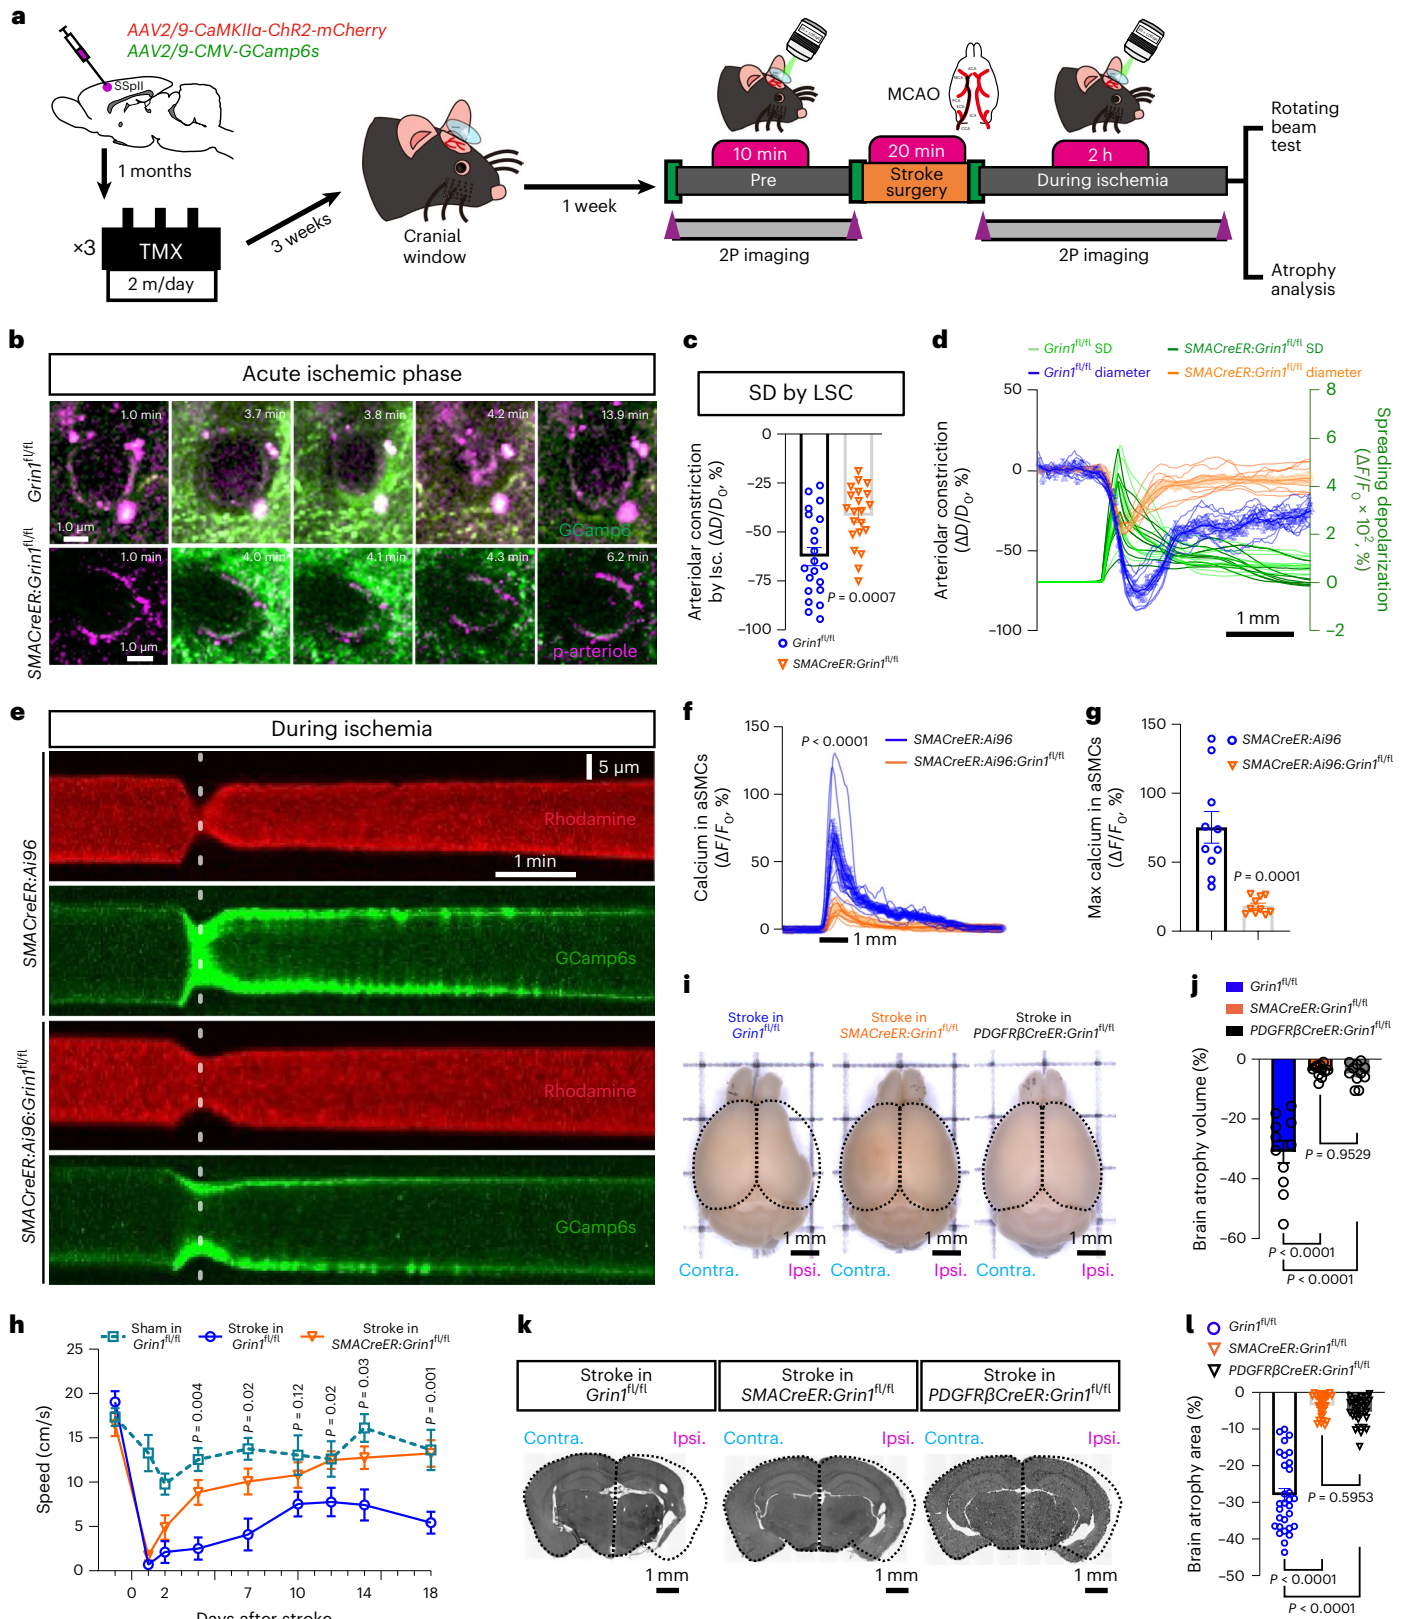 a
AAV2/9-CaMKIIα-ChR2-mCherry
AAV2/9-CMV-GCamp6s
SSpll
1 months
×3
TMX
2 m/day
3 weeks
Cranial
window
1 week
10 min
Pre
2P imaging
MCAO
20 min
Stroke
surgery
2 h
During ischemia
2P imaging
Rotating
beam
test
Atrophy
analysis
b
Acute ischemic phase
Grin1fl/fl
1.0 min
3.7 min
3.8 min
4.2 min
13.9 min
1.0 µm
GCamp6
SMACreER:Grin1fl/fl
1.0 min
4.0 min
4.1 min
4.3 min
6.2 min
1.0 µm
p-arteriole
c
SD by LSC
Arteriolar constriction
by Isc. (ΔD/D0, %)
0
−25
−50
−75
−100
P = 0.0007
Grin1fl/fl
SMACreER:Grin1fl/fl
d
Grin1fl/fl SD
SMACreER:Grin1fl/fl SD
Grin1fl/fl diameter
SMACreER:Grin1fl/fl diameter
Arteriolar constriction
(ΔD/D0, %)
50
0
−50
−100
8
6
4
2
0
−2
Spreading depolarization
(ΔF/F0 × 10², %)
1 mm
e
During ischemia
SMACreER:Ai96
5 µm
Rhodamine
1 min
GCamp6s
SMACreER:Ai96:Grin1fl/fl
Rhodamine
GCamp6s
f
Calcium in aSMCs
(ΔF/F0, %)
150
100
50
0
P < 0.0001
SMACreER:Ai96
SMACreER:Ai96:Grin1fl/fl
1 mm
g
Max calcium in aSMCs
(ΔF/F0, %)
150
100
50
0
SMACreER:Ai96
SMACreER:Ai96:Grin1fl/fl
P = 0.0001
i
Stroke in
Grin1fl/fl
Stroke in
SMACreER:Grin1fl/fl
Stroke in
PDGFRβCreER:Grin1fl/fl
1 mm
1 mm
1 mm
Contra.
Ipsi.
Contra.
Ipsi.
Contra.
Ipsi.
j
Grin1fl/fl
SMACreER:Grin1fl/fl
PDGFRβCreER:Grin1fl/fl
Brain atrophy volume (%)
0
−20
−40
−60
P = 0.9529
P < 0.0001
P < 0.0001
h
Sham in
Grin1fl/fl
Stroke in
Grin1fl/fl
Stroke in
SMACreER:Grin1fl/fl
Speed (cm/s)
25
20
15
10
5
0
P = 0.004
P = 0.02
P = 0.12
P = 0.02
P = 0.03
P = 0.001
0
2
7
10
14
18
Days after stroke
k
Stroke in
Grin1fl/fl
Stroke in
SMACreER:Grin1fl/fl
Stroke in
PDGFRβCreER:Grin1fl/fl
Contra.
Ipsi.
Contra.
Ipsi.
Contra.
Ipsi.
1 mm
1 mm
1 mm
l
Grin1fl/fl
SMACreER:Grin1fl/fl
PDGFRβCreER:Grin1fl/fl
Brain atrophy area (%)
0
−10
−20
−30
−40
−50
P = 0.5953
P < 0.0001
P < 0.0001